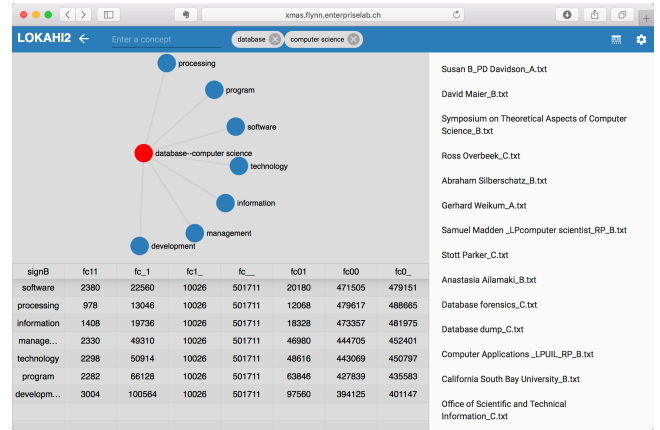 xmas.flynn.enterpriselab.ch
LOKAHI2
Enter a concept
database
computer science
processing
program
software
database--computer science
technology
information
management
development
signB fc11 fc_1 fc1_ fc__ fc01 fc00 fc0_
software 2380 22560 10026 501711 20180 471505 479151
processing 978 13046 10026 501711 12068 479617 488665
information 1408 19736 10026 501711 18328 473357 481975
manage... 2330 49310 10026 501711 46980 444705 452401
technology 2298 50914 10026 501711 48616 443069 450797
program 2282 66128 10026 501711 63846 427839 435583
developm... 3004 100564 10026 501711 97560 394125 401147
Susan B_PD Davidson_A.txt
David Maier_B.txt
Symposium on Theoretical Aspects of Computer
Science_B.txt
Ross Overbeek_C.txt
Abraham Silberschatz_B.txt
Gerhard Weikum_A.txt
Samuel Madden _LPcomputer scientist_RP_B.txt
Stott Parker_C.txt
Anastasia Ailamaki_B.txt
Database forensics_C.txt
Database dump_C.txt
Computer Applications _LPUIL_RP_B.txt
California South Bay University_B.txt
Office of Scientific and Technical
Information_C.txt